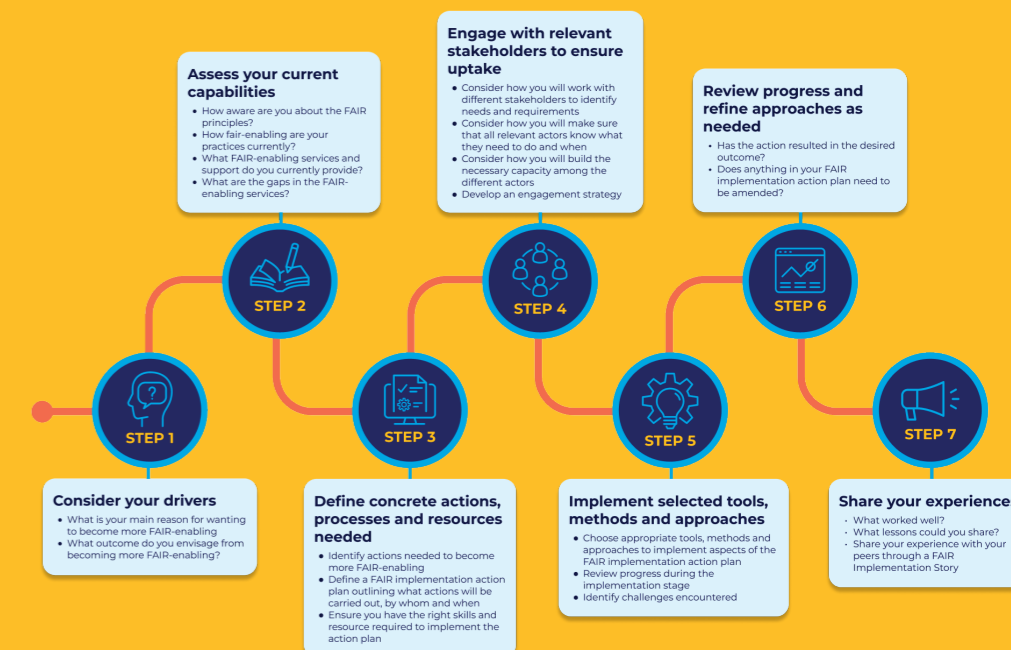 STEP 1
Consider your drivers
● What is your main reason for wanting
to become more FAIR-enabling
● What outcome do you envisage from
becoming more FAIR-enabling?
Assess your current
capabilities
● How aware are you about the FAIR
principles?
● How fair-enabling are your
practices currently?
● What FAIR-enabling services and
support do you currently provide?
● What are the gaps in the FAIR-
enabling services?
STEP 2
STEP 3
Define concrete actions,
processes and resources
needed
● Identify actions needed to become
more FAIR-enabling
● Define a FAIR implementation action
plan outlining what actions will be
carried out, by whom and when
● Ensure you have the right skills and
resource required to implement the
action plan
Engage with relevant
stakeholders to ensure
uptake
● Consider how you will work with
different stakeholders to identify
needs and requirements
● Consider how you will make sure
that all relevant actors know what
they need to do and when
● Consider how you will build the
necessary capacity among the
different actors
● Develop an engagement strategy
STEP 4
STEP 5
Implement selected tools,
methods and approaches
● Choose appropriate tools, methods and
approaches to implement aspects of the
FAIR implementation action plan
● Review progress during the
implementation stage
● Identify challenges encountered
Review progress and
refine approaches as
needed
• Has the action resulted in the desired
outcome?
• Does anything in your FAIR
implementation action plan need to
be amended?
STEP 6
STEP 7
Share your experience
• What worked well?
• What lessons could you share?
• Share your experience with your
peers through a FAIR
Implementation Story